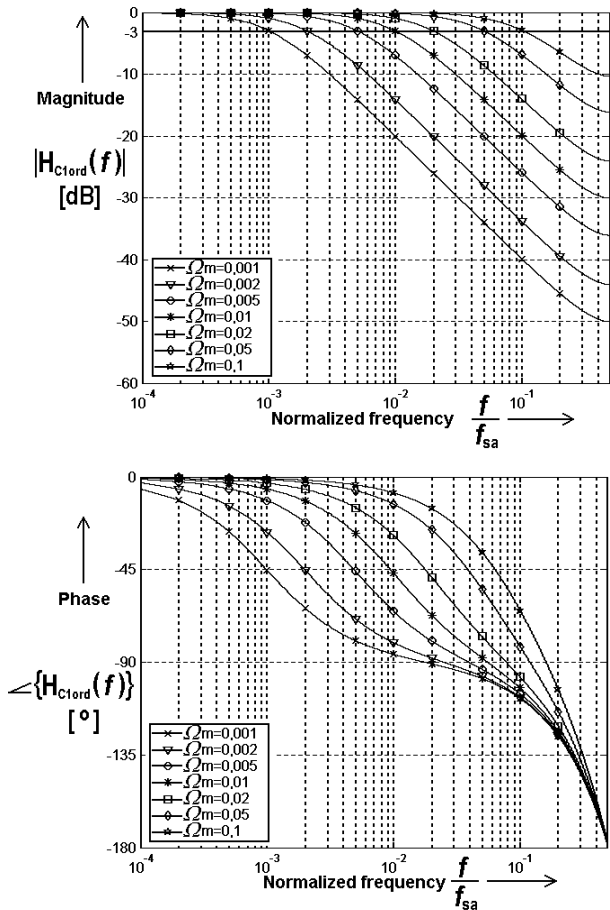 0
-3
-10
-20
-30
-40
-50
-60
Magnitude
|H_C1ord(f)|
[dB]
Ωm=0,001
Ωm=0,002
Ωm=0,005
Ωm=0,01
Ωm=0,02
Ωm=0,05
Ωm=0,1
10^-4
10^-3
10^-2
10^-1
Normalized frequency f/f_sa
0
-45
-90
-135
-180
Phase
∠{H_C1ord(f)}
[º]
Ωm=0,001
Ωm=0,002
Ωm=0,005
Ωm=0,01
Ωm=0,02
Ωm=0,05
Ωm=0,1
10^-4
10^-3
10^-2
10^-1
Normalized frequency f/f_sa